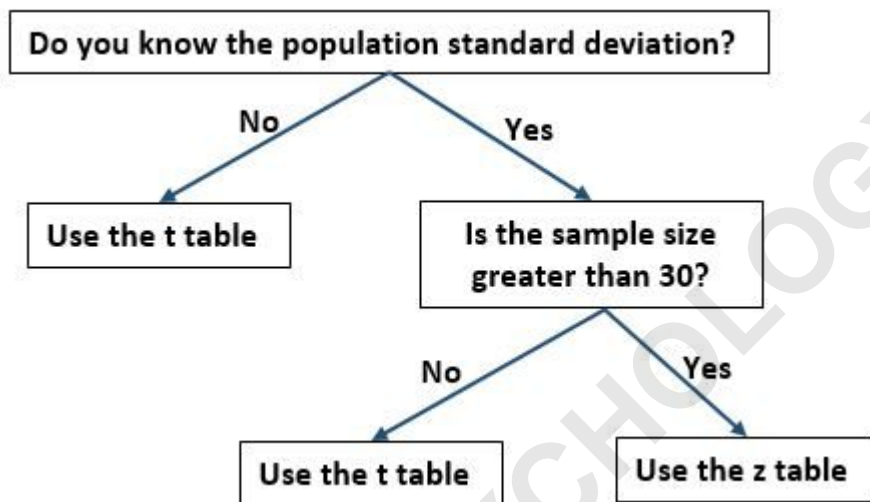 Do you know the population standard deviation?
No
Yes
Use the t table
Is the sample size
greater than 30?
No
Yes
Use the t table
Use the z table
YCHOLOGY